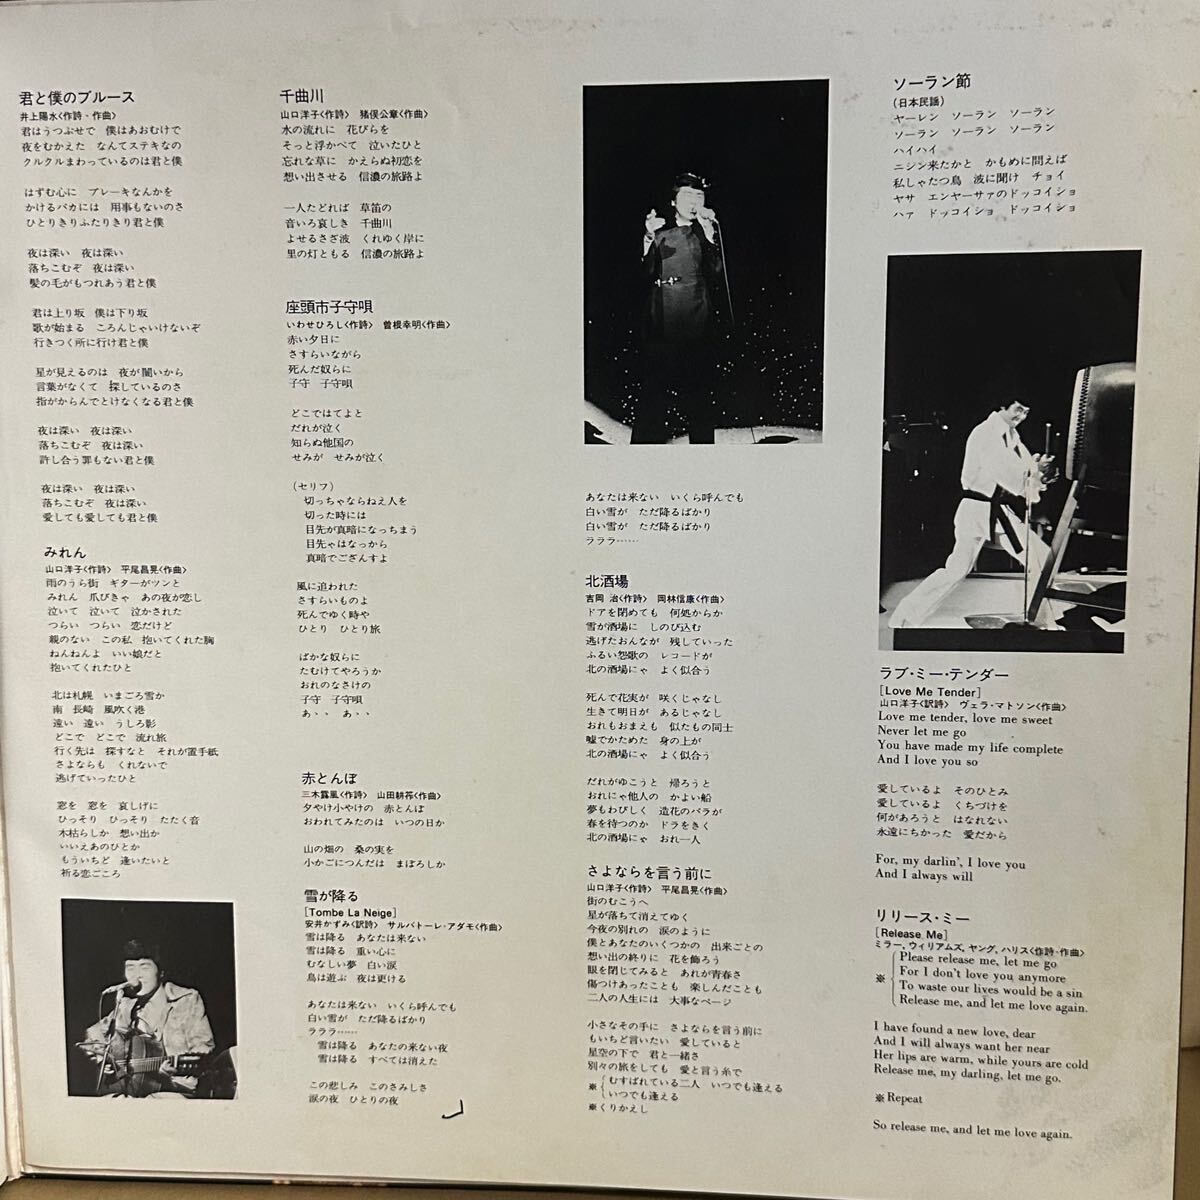 君と僕のブルース
井上陽水<作詩・作曲>
君はうつぶせで 僕はあおむけで
夜をむかえた なんてステキなの
クルクルまわっているのは君と僕
はずむ心に ブレーキなんかを
かけるバカには 用事もないのさ
ひとりきりふたりきり君と僕
夜は深い 夜は深い
落ちこむぞ 夜は深い
髪の毛がもつれあう君と僕
君は上り坂 僕は下り坂
歌が始まる ころんじゃいけないぞ
行きつく所に行け君と僕
星が見えるのは 夜が闇いから
言葉がなくて 探しているのさ
指がからんでとけなくなる君と僕
夜は深い 夜は深い
落ちこむぞ 夜は深い
許し合う罪もない君と僕
夜は深い 夜は深い
落ちこむぞ 夜は深い
愛しても愛しても君と僕
みれん
山口洋子<作詩> 平尾昌晃<作曲>
雨のうら街 ギターがツンと
みれん 爪びきゃ あの夜が恋し
泣いて 泣いて 泣かされた
つらい つらい 恋だけど
親のない この私 抱いてくれた胸
ねんねんよ いい娘だと
抱いてくれたひと
北は札幌 いまごろ雪か
南 長崎 風吹く港
遠い 遠い うしろ影
どこで どこで 流れ旅
行く先は 探すなと それが置手紙
さよならも くれないで
逃げていったひと
窓を 窓を 哀しげに
ひっそり ひっそり たたく音
木枯らしか 想い出か
いいえあのひとか
もういちど 逢いたいと
祈る恋ごころ
千曲川
山口洋子<作詩> 猪俣公章<作曲>
水の流れに 花びらを
そっと浮かべて 泣いたひと
忘れな草に かえらぬ初恋を
想い出させる 信濃の旅路よ
一人たどれば 草笛の
音いろ哀しき 千曲川
よせるさざ波 くれゆく岸に
里の灯ともる 信濃の旅路よ
座頭市子守唄
いわせひろし<作詩> 曽根幸明<作曲>
赤い夕日に
さすらいながら
死んだ奴らに
子守 子守唄
どこではてよと
だれが泣く
知らぬ他国の
せみが せみが泣く
(セリフ)
切っちゃならねえ人を
切った時には
目先が真暗になっちまう
目先ゃはなっから
真暗でござんすよ
風に追われた
さすらいものよ
死んでゆく時や
ひとり ひとり旅
ばかな奴らに
たむけてやろうか
おれのなさけの
子守 子守唄
あ・・ あ・・
赤とんぼ
三木露風<作詩> 山田耕筰<作曲>
夕やけ小やけの 赤とんぼ
おわれてみたのは いつの日か
山の畑の 桑の実を
小かごにつんだは まぼろしか
雪が降る
[Tombe La Neige]
安井かずみ<訳詩> サルバトーレ・アダモ<作曲>
雪は降る あなたは来ない
雪は降る 重い心に
むなしい夢 白い涙
鳥は遊ぶ 夜は更ける
あなたは来ない いくら呼んでも
白い雪が ただ降るばかり
ラララ……
雪は降る あなたの来ない夜
雪は降る すべては消えた
この悲しみ このさみしさ
涙の夜 ひとりの夜
あなたは来ない いくら呼んでも
白い雪が ただ降るばかり
白い雪が ただ降るばかり
ラララ……
北酒場
吉岡 治<作詩> 岡林信康<作曲>
ドアを閉めても 何処からか
雪が酒場に しのび込む
逃げたおんなが 残していった
ふるい怨歌の レコードが
北の酒場にゃ よく似合う
死んで花実が 咲くじゃなし
生きて明日が あるじゃなし
おれもおまえも 似たもの同士
嘘でかためた 身の上が
北の酒場にゃ よく似合う
だれがゆこうと 帰ろうと
おれにゃ他人の かよい船
夢もわびしく 造花のバラが
春を待つのか ドラをきく
北の酒場にゃ おれ一人
さよならを言う前に
山口洋子<作詩> 平尾昌晃<作曲>
街のむこうへ
星が落ちて消えてゆく
今夜の別れの 涙のように
僕とあなたのいくつかの 出来ごとの
想い出の終りに 花を飾ろう
眼を閉じてみると あれが青春さ
傷つけあったことも 楽しんだことも
二人の人生には 大事なページ
小さなその手に さよならを言う前に
もいちど言いたい 愛していると
星空の下で 君と一緒さ
別々の旅をしても 愛と言う糸で
※むすばれている二人 いつでも逢える
いつでも逢える
※くりかえし
ソーラン節
(日本民謡)
ヤーレン ソーラン ソーラン
ソーラン ソーラン ソーラン
ハイハイ
ニシン来たかと かもめに問えば
私しゃたつ鳥 波に聞け チョイ
ヤサ エンヤーサァのドッコイショ
ハァ ドッコイショ ドッコイショ
ラブ・ミー・テンダー
[Love Me Tender]
山口洋子<訳詩> ヴェラ・マトソン<作曲>
Love me tender, love me sweet
Never let me go
You have made my life complete
And I love you so
愛しているよ そのひとみ
愛しているよ くちづけを
何があろうと はなれない
永遠にちかった 愛だから
For, my darlin', I love you
And I always will
リリース・ミー
[Release Me]
ミラー, ウィリアムズ, ヤング, ハリス<作詩・作曲>
※Please release me, let me go
For I don't love you anymore
To waste our lives would be a sin
Release me, and let me love again.
I have found a new love, dear
And I will always want her near
Her lips are warm, while yours are cold
Release me, my darling, let me go.
※Repeat
So release me, and let me love again.